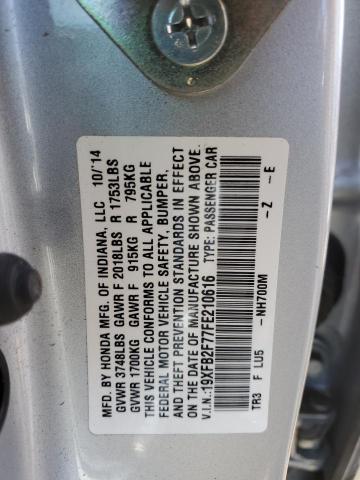 MFD. BY HONDA MFG. OF INDIANA, LLC 10/'14
GVWR 3748LBS GAWR F 2018LBS R 1753LBS
GVWR 1700KG GAWR F 915KG R 795KG
THIS VEHICLE CONFORMS TO ALL APPLICABLE
FEDERAL MOTOR VEHICLE SAFETY, BUMPER,
AND THEFT PREVENTION STANDARDS IN EFFECT
ON THE DATE OF MANUFACTURE SHOWN ABOVE.
V.I.N.:19XFB2F77FE210616 TYPE: PASSENGER CAR
-NH700M -Z -E
TR3 F LU5